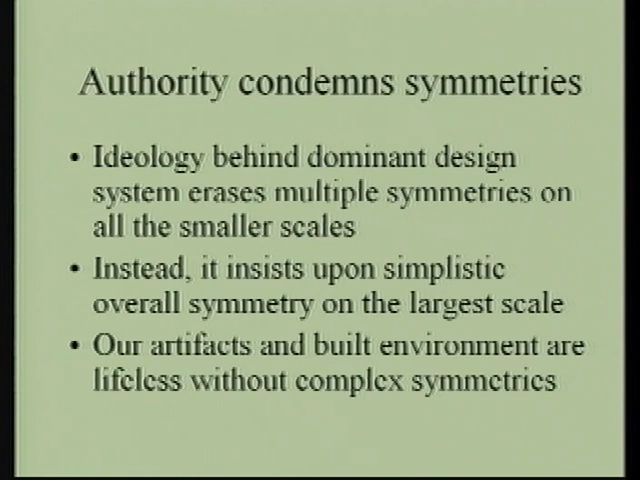 Authority condemns symmetries
• Ideology behind dominant design
system erases multiple symmetries on
all the smaller scales
• Instead, it insists upon simplistic
overall symmetry on the largest scale
• Our artifacts and built environment are
lifeless without complex symmetries